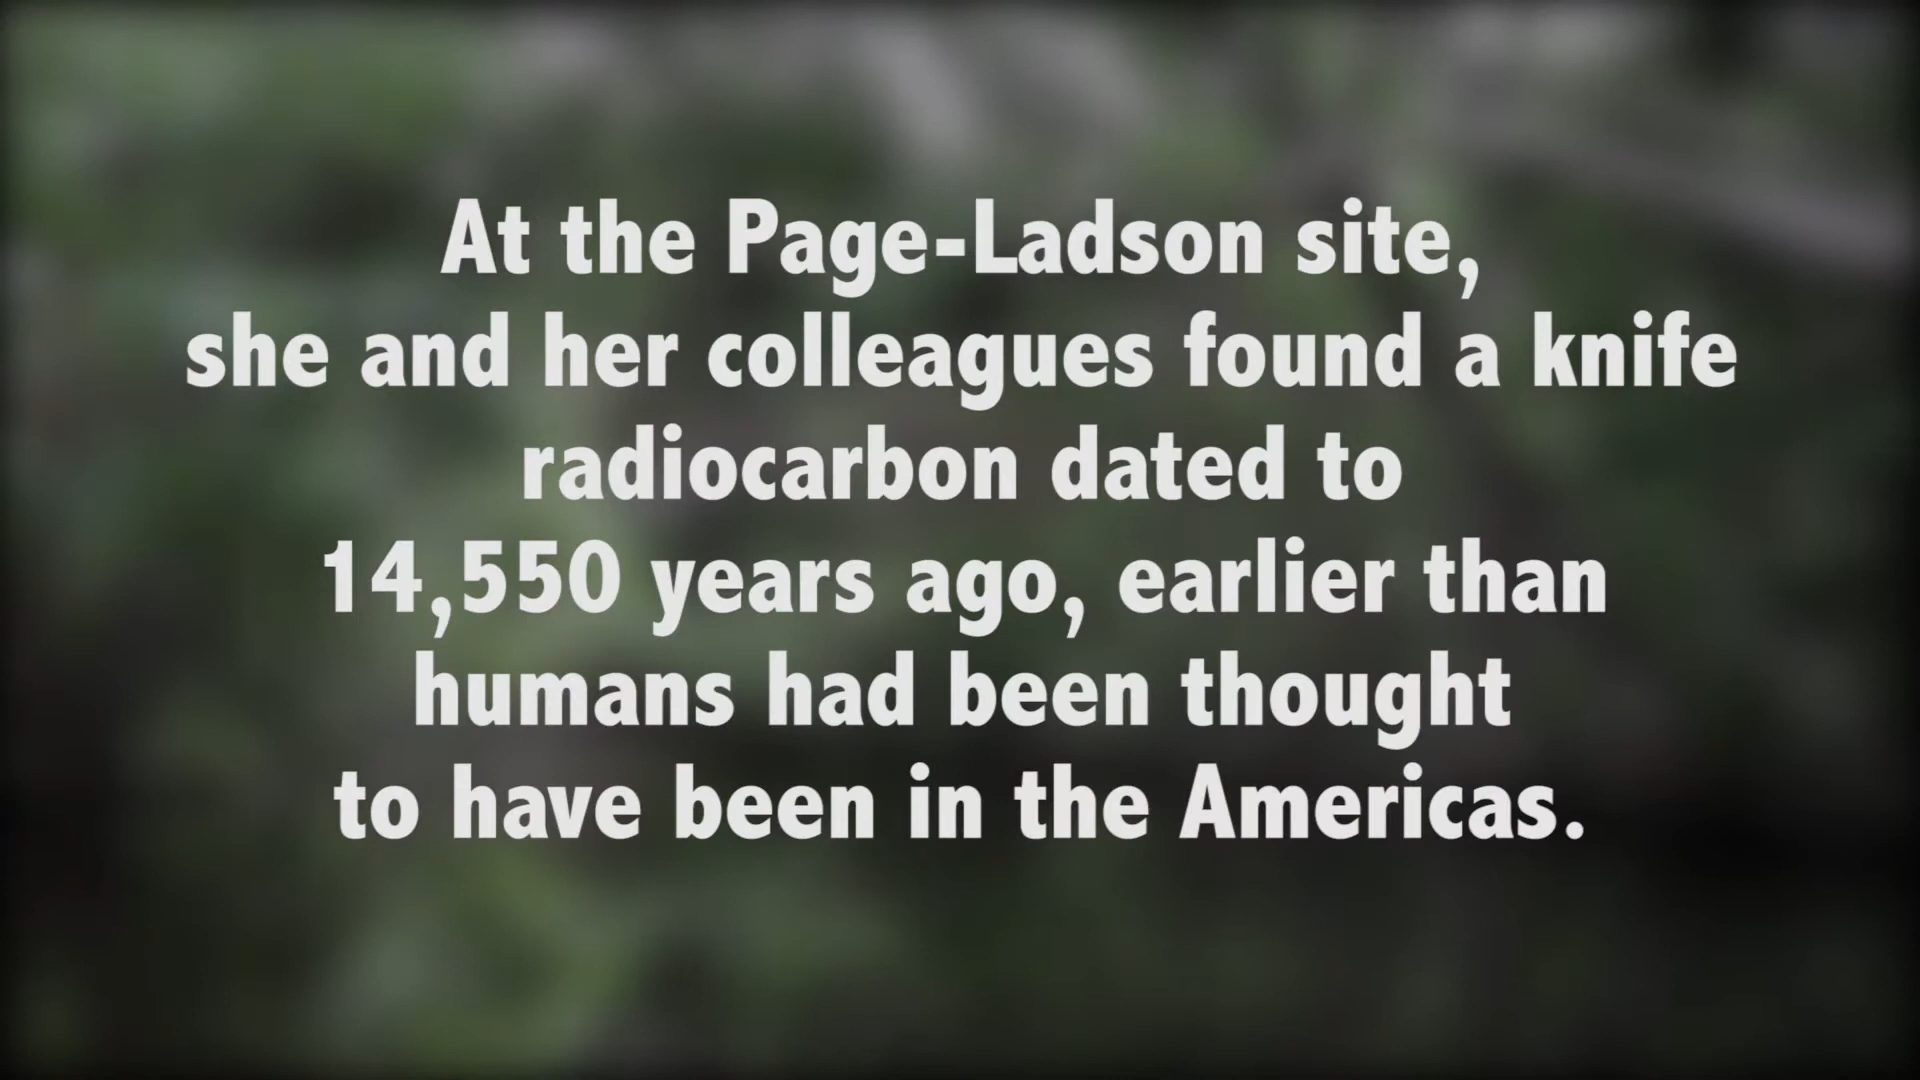 At the Page-Ladson site,
she and her colleagues found a knife
radiocarbon dated to
14,550 years ago, earlier than
humans had been thought
to have been in the Americas.